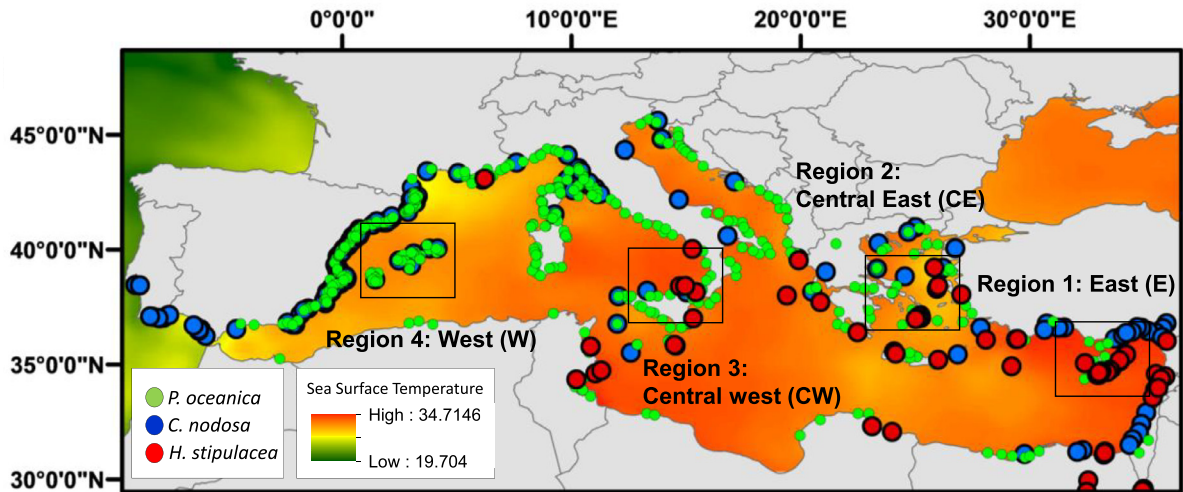 0°0'0" 10°0'0"E 20°0'0"E 30°0'0"E
45°0'0"N
40°0'0"N
35°0'0"N
30°0'0"N
Region 2:
Central East (CE)
Region 1: East (E)
Region 4: West (W)
Region 3:
Central west (CW)
P. oceanica
C. nodosa
H. stipulacea
Sea Surface Temperature
High : 34.7146
Low : 19.704